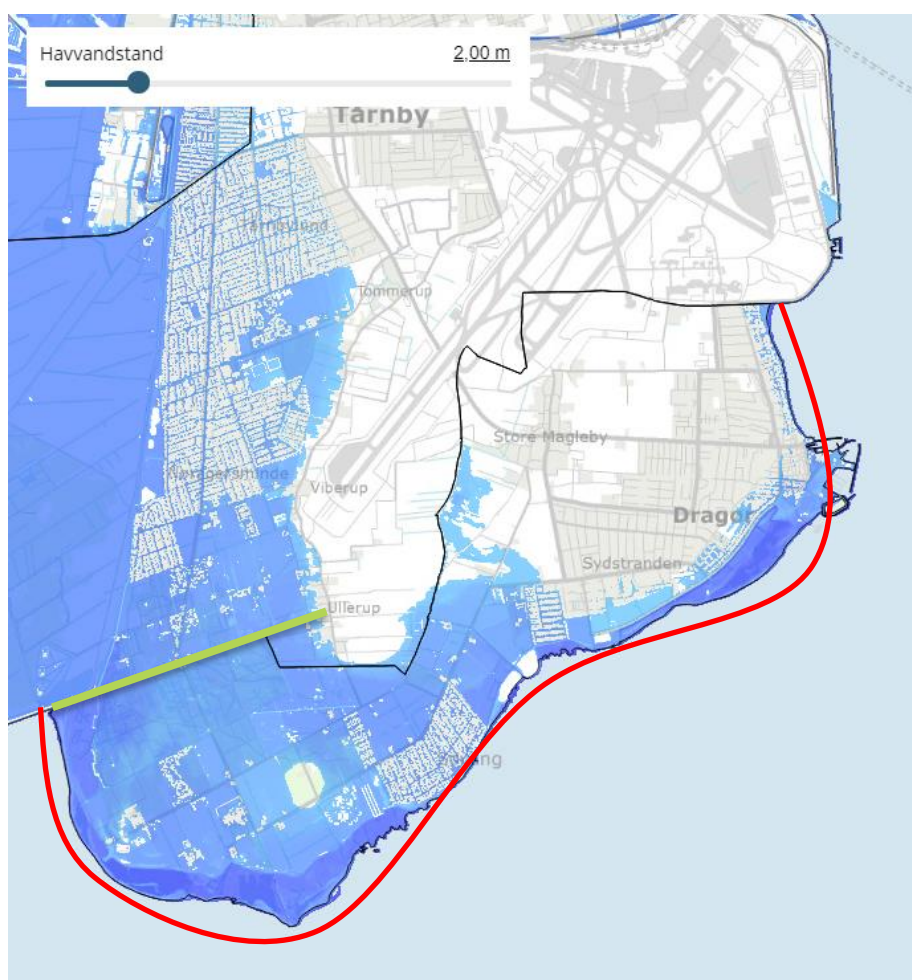 Havvandstand 2,00 m
Tårnby
Tømmerup
Store Magleby
Viberup
Dragør
Sydstranden
Ullerup